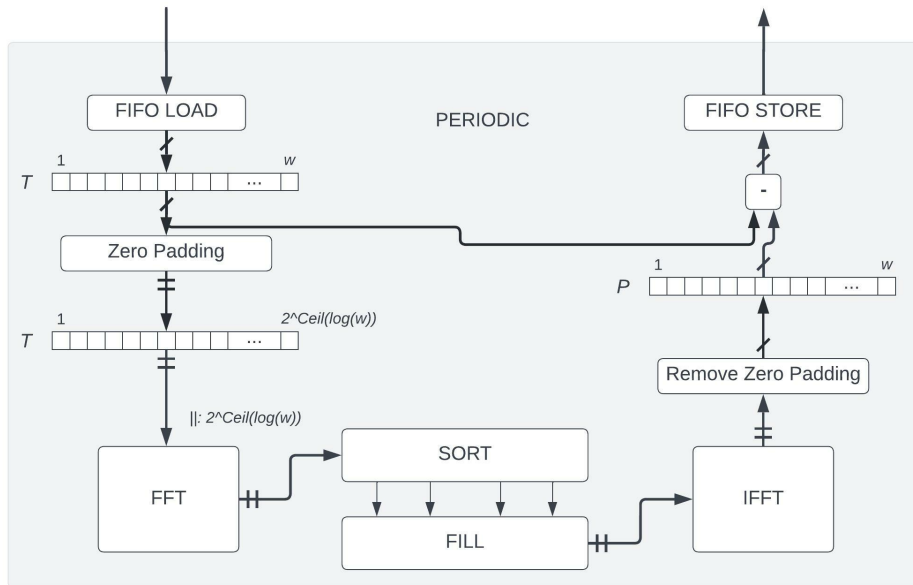 FIFO LOAD
PERIODIC
FIFO STORE
1 w
T ...
-
Zero Padding
1 w
P ...
1 2^Ceil(log(w))
T ...
Remove Zero Padding
||: 2^Ceil(log(w))
FFT
SORT
IFFT
FILL